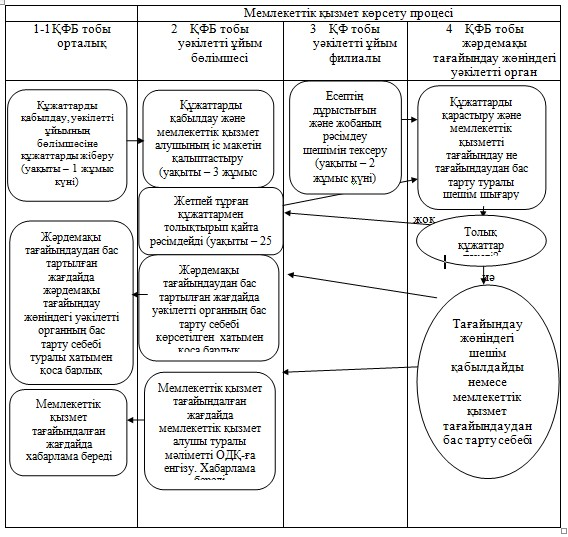 Мемлекеттік қызмет көрсету процесі
1-1 ҚФБ тобы
орталық
2 ҚФБ тобы
уәкілетті ұйым
бөлімшесі
3 ҚФ тобы
уәкілетті ұйым
филиалы
4 ҚФБ тобы
жәрдемақы
тағайындау жөніндегі
уәкілетті орган
Құжаттарды
қабылдау, уәкілетті
ұйымның
бөлімшесіне
құжаттарды жіберу
(уақыты – 1 жұмыс
күні)
Құжаттарды
қабылдау және
мемлекеттік қызмет
алушының іс макетін
қалыптастыру
(уақыты – 3 жұмыс
Есептің
дұрыстығын
және жобаның
рәсімдеу
шешімін тексеру
(уақыты – 2
жұмыс күні)
Құжаттарды
қарастыру және
мемлекеттік
қызметті
тағайындау не
тағайындаудан бас
тарту туралы
шешім шығару
Жетпей тұрған
құжаттармен
толықтырып қайта
рәсімдейді (уақыты – 25
жоқ
Толық
құжаттар
иә
Жәрдемақы
тағайындаудан бас
тартылған
жағдайда
жәрдемақы
тағайындау
жөніндегі уәкілетті
органның бас
тарту себебі
туралы хатымен
қоса барлық
Жәрдемақы
тағайындаудан бас
тартылған жағдайда
уәкілетті органның бас
тарту себебі
көрсетілген хатымен
қоса барлық
Тағайындау
жөніндегі
шешім
қабылдайды
немесе
мемлекеттік
қызмет
тағайындаудан
бас тарту себебі
Мемлекеттік
қызмет
тағайындалған
жағдайда
хабарлама береді
Мемлекеттік қызмет
тағайындалған
жағдайда
мемлекеттік қызмет
алушы туралы
мәліметті ОДҚ-ға
енгізу. Хабарлама
береді